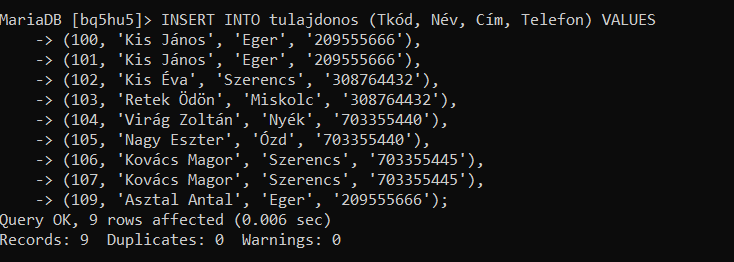 MariaDB [bq5hu5]> INSERT INTO tulajdonos (Tkód, Név, Cím, Telefon) VALUES
    -> (100, 'Kis János', 'Eger', '209555666'),
    -> (101, 'Kis János', 'Eger', '209555666'),
    -> (102, 'Kis Éva', 'Szerencs', '308764432'),
    -> (103, 'Retek Ödön', 'Miskolc', '308764432'),
    -> (104, 'Virág Zoltán', 'Nyék', '703355440'),
    -> (105, 'Nagy Eszter', 'Ózd', '703355440'),
    -> (106, 'Kovács Magor', 'Szerencs', '703355445'),
    -> (107, 'Kovács Magor', 'Szerencs', '703355445'),
    -> (109, 'Asztal Antal', 'Eger', '209555666');
Query OK, 9 rows affected (0.006 sec)
Records: 9  Duplicates: 0  Warnings: 0